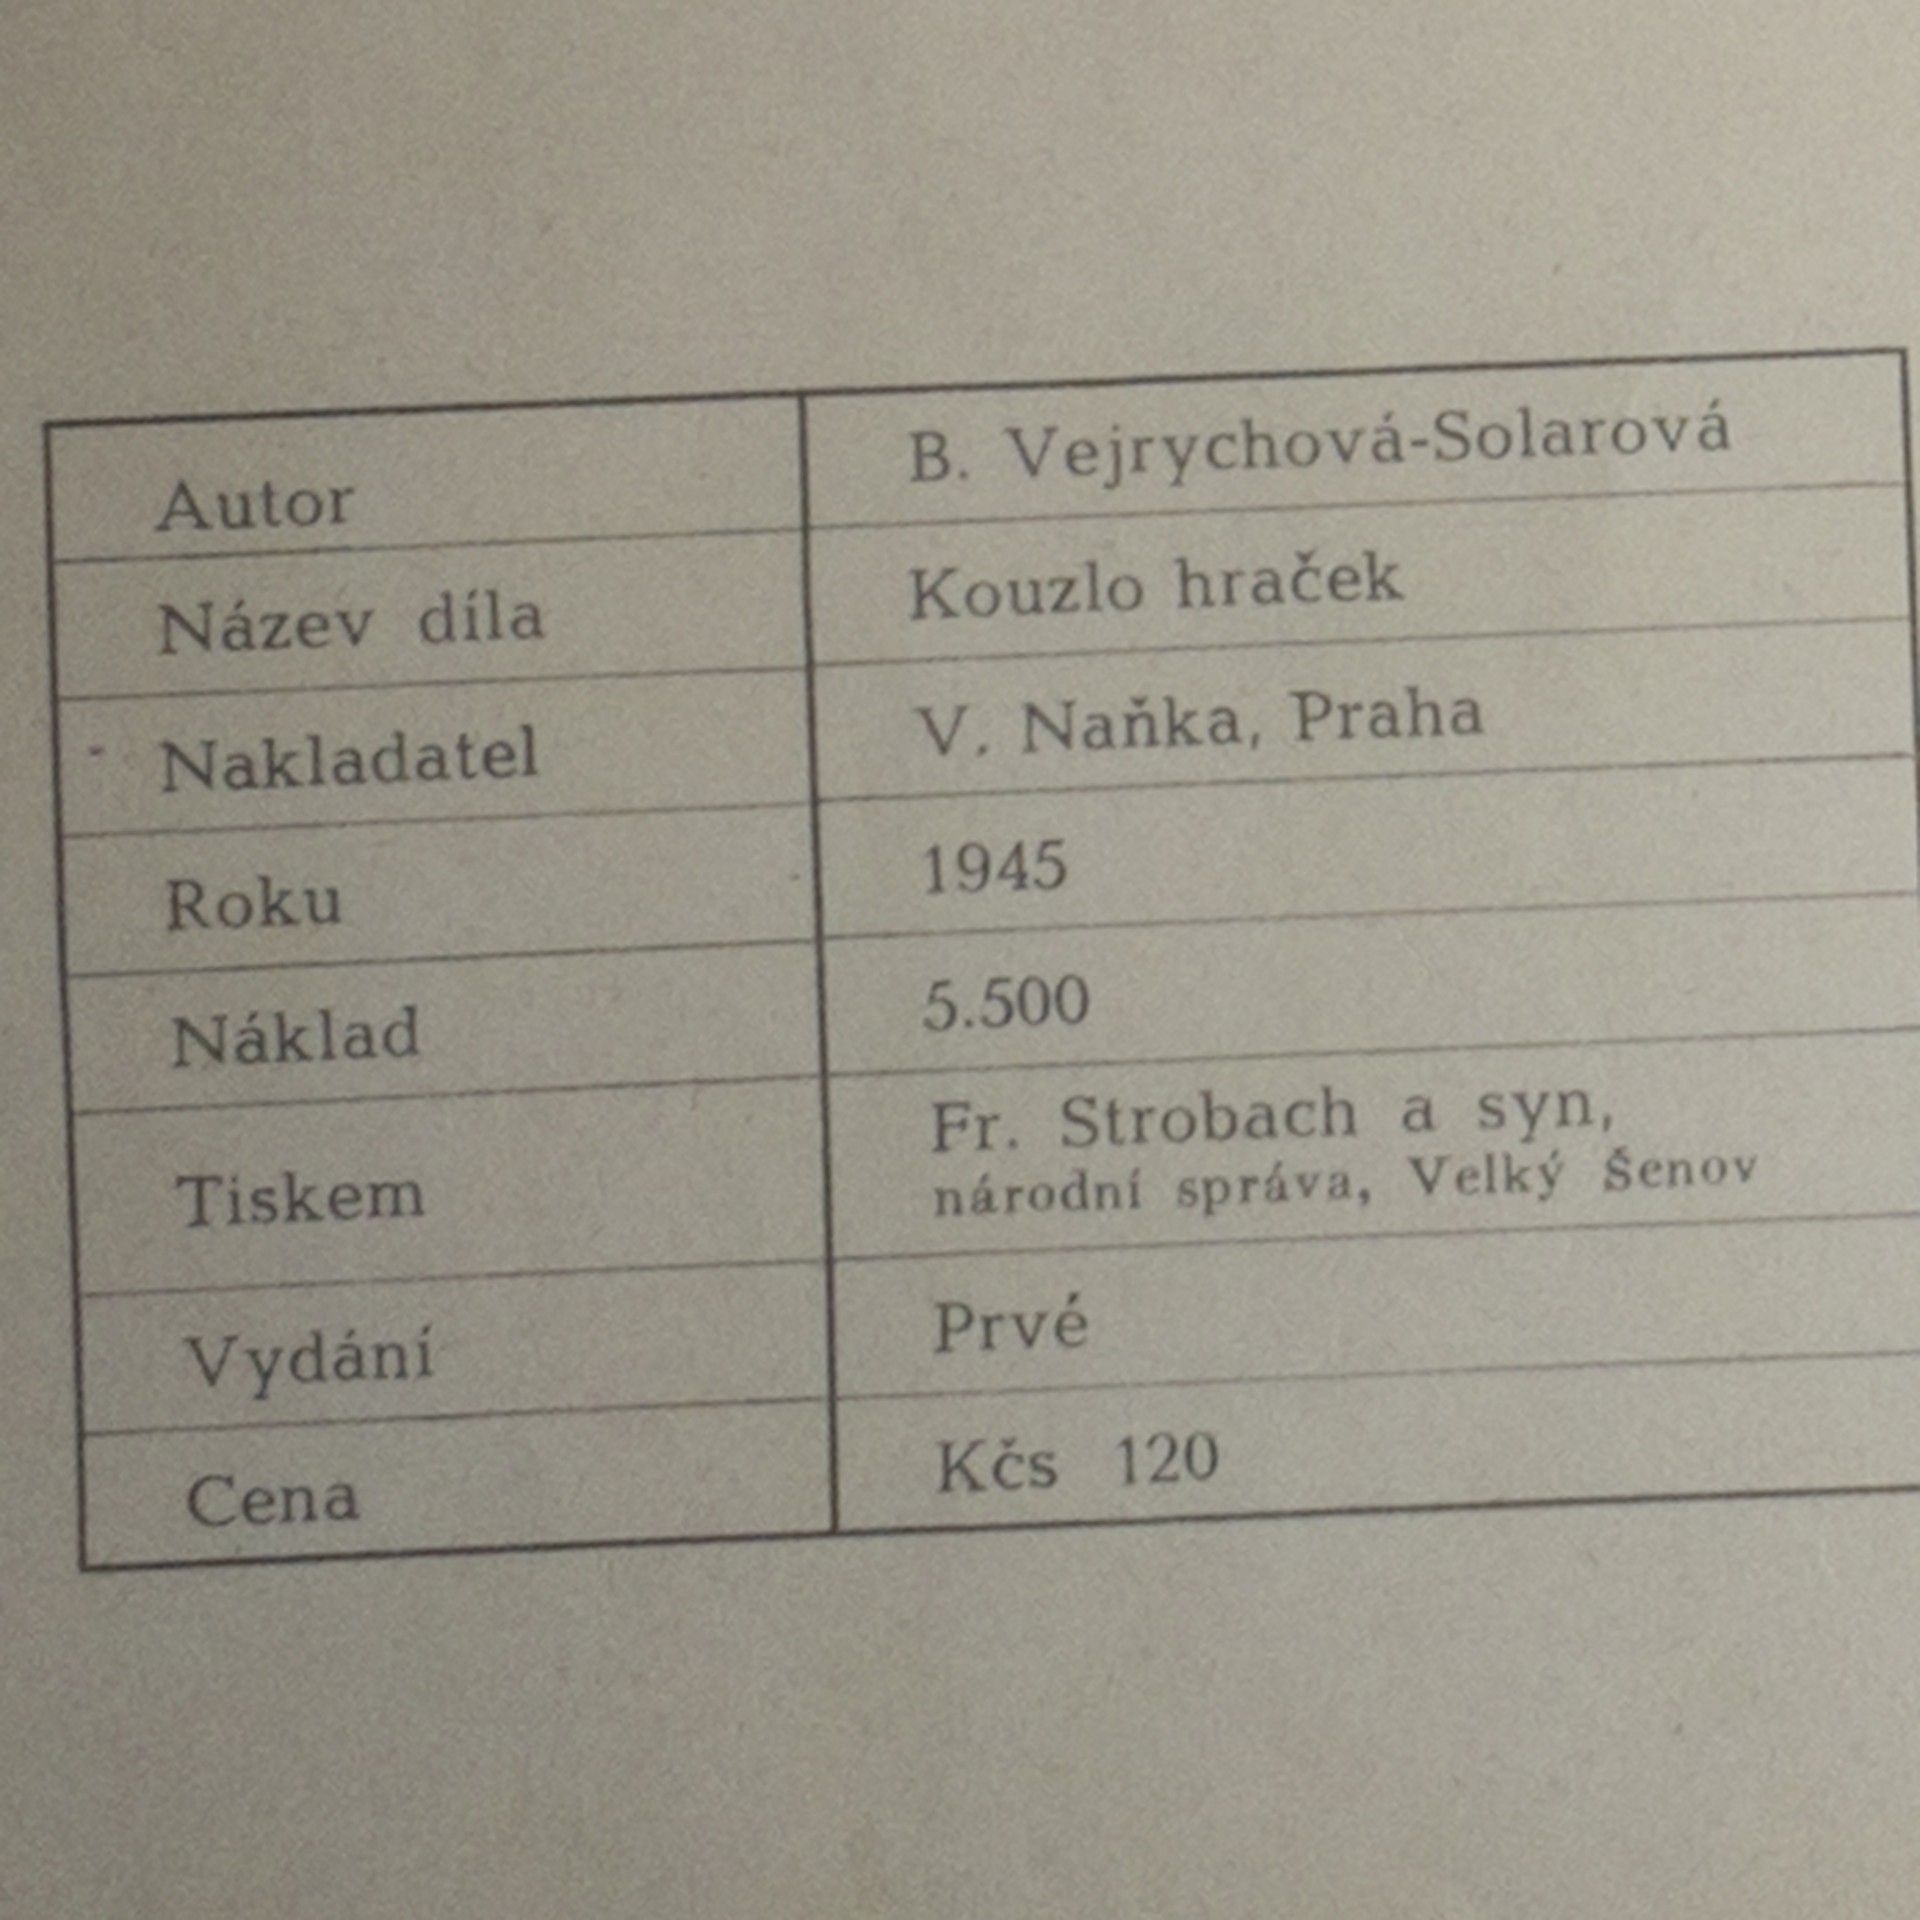 Autor B. Vejrychová-Solarová
Název díla Kouzlo hraček
Nakladatel V. Naňka, Praha
Roku 1945
Náklad 5.500
Tiskem Fr. Strobach a syn,
národní správa, Velký Šenov
Vydání Prvé
Cena Kčs 120